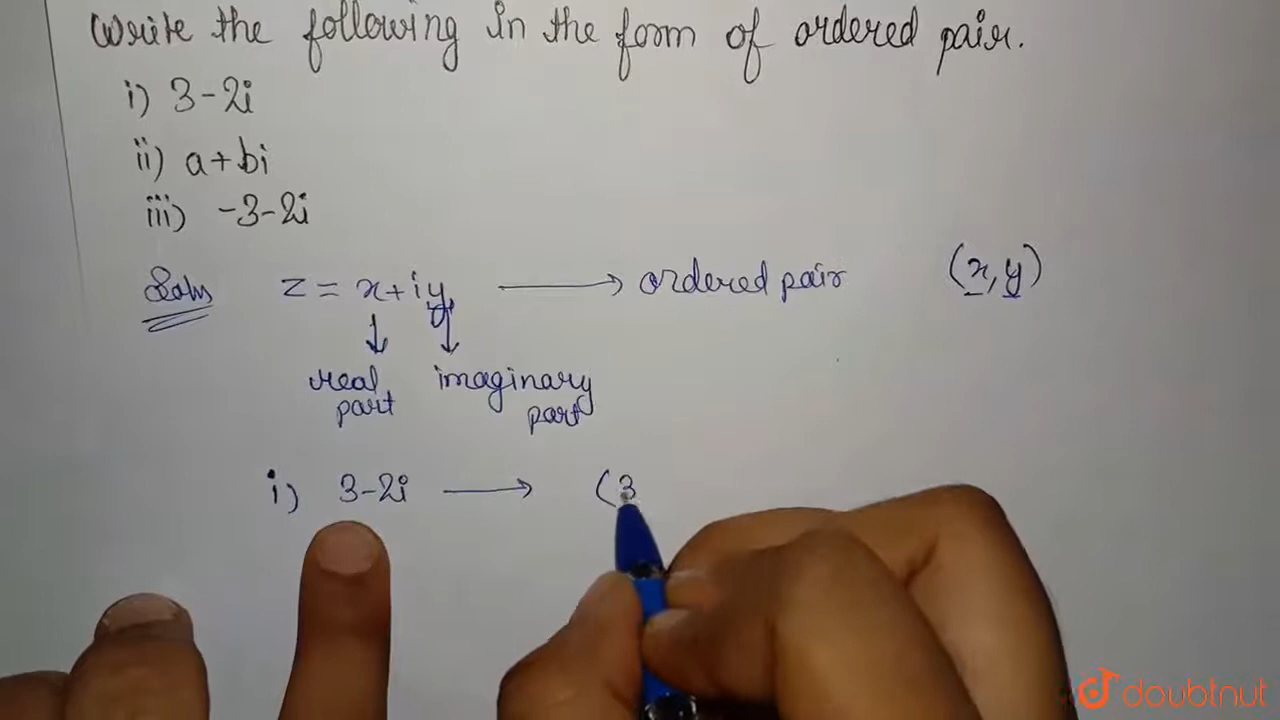 Write the following in the form of ordered pair.
i) 3-2i
ii) a+bi
iii) -3-2i
Soln z = x+iy ⟶ ordered pair (x,y)
↓ ↓
real imaginary
part part
i) 3-2i ⟶ (3
doubtnut